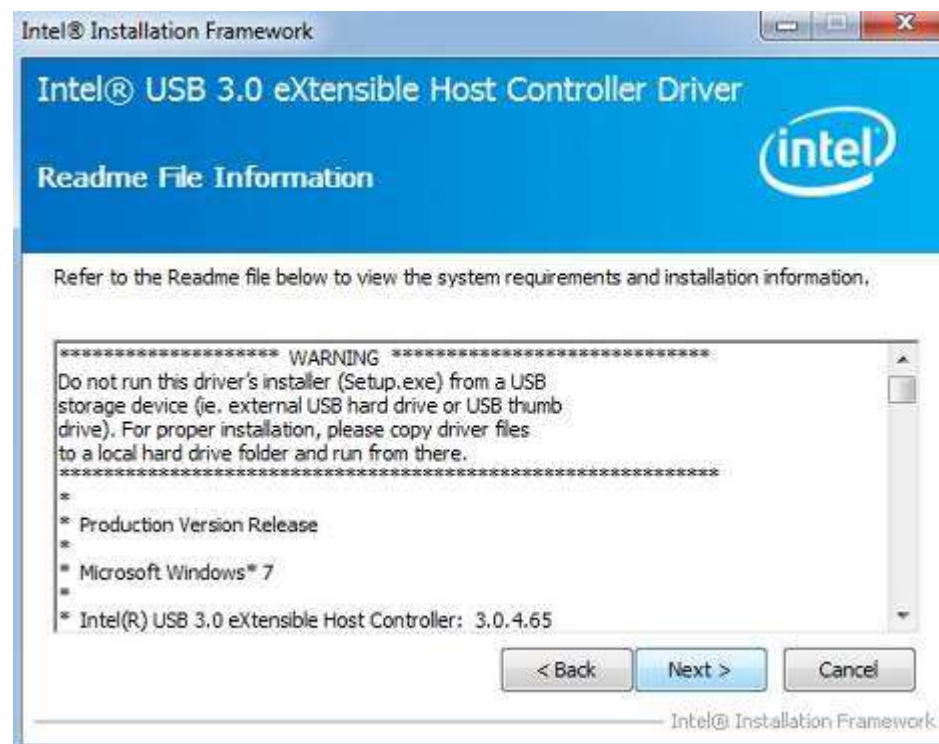 Intel® Installation Framework
Intel® USB 3.0 eXtensible Host Controller Driver
intel
Readme File Information
Refer to the Readme file below to view the system requirements and installation information.
******************** WARNING *****************************
Do not run this driver's installer (Setup.exe) from a USB
storage device (ie. external USB hard drive or USB thumb
drive). For proper installation, please copy driver files
to a local hard drive folder and run from there.
************************************************************
*
* Production Version Release
*
* Microsoft Windows* 7
*
* Intel(R) USB 3.0 eXtensible Host Controller: 3.0.4.65
< Back Next > Cancel
Intel® Installation Framework